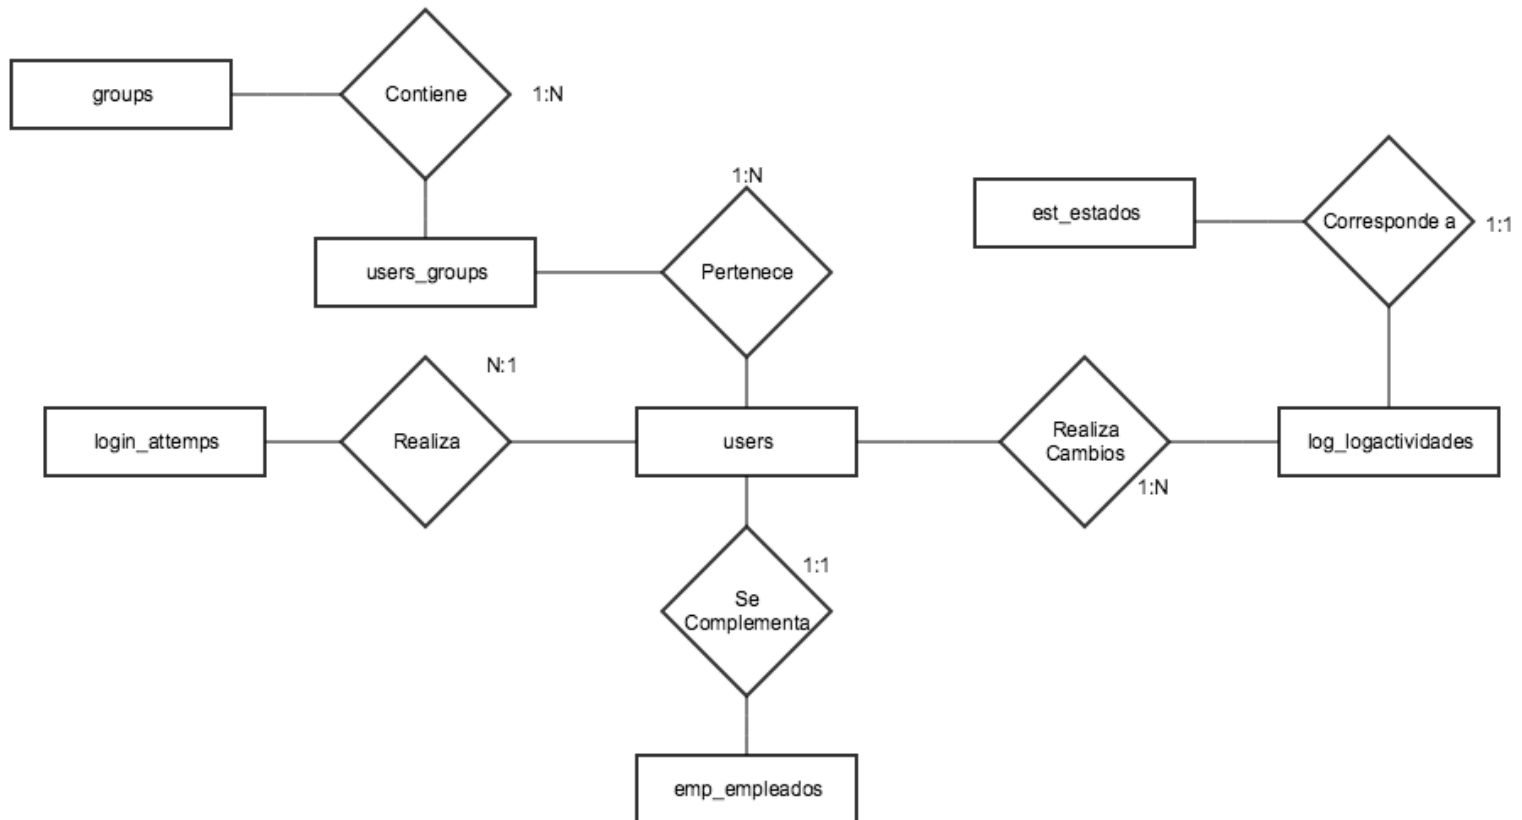 groups
Contiene
1:N
1:N
users_groups
Pertenece
est_estados
Corresponde a
1:1
N:1
login_attemps
Realiza
users
Realiza
Cambios
1:N
log_logactividades
1:1
Se
Complementa
emp_empleados